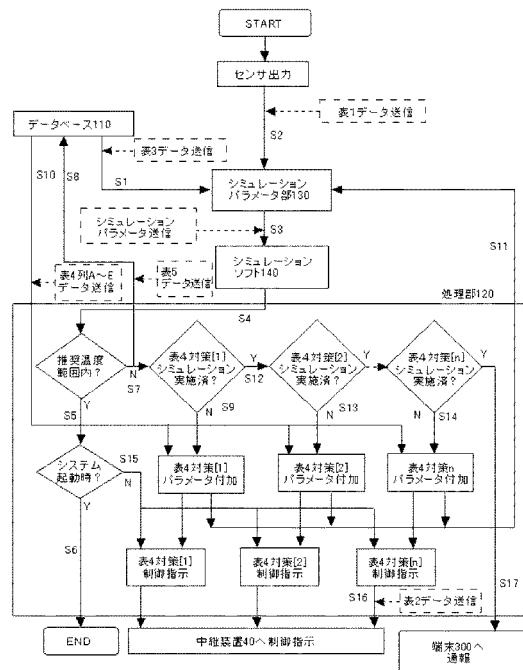 START
センサ出力
表1データ送信
S2
データベース110
S10
S8
表3データ送信
S1
シミュレーション
パラメータ部130
シミュレーション
パラメータ送信
S3
S11
シミュレーション
ソフト140
表4列A～E
データ送信
表5
データ送信
処理部120
S4
推奨温度
範囲内？
N
S7
表4対策[1]
シミュレーション
実施済？
Y
S12
表4対策[2]
シミュレーション
実施済？
Y
表4対策[n]
シミュレーション
実施済？
Y
S5
Y
S9
N
N
S13
N
S14
システム
起動時？
S15
N
Y
表4対策[1]
パラメータ付加
表4対策[2]
パラメータ付加
表4対策n
パラメータ付加
S6
表4対策[1]
制御指示
表4対策[2]
制御指示
表4対策[n]
制御指示
S17
S16
表2データ送信
END
中継装置40へ制御指示
端末300へ
通報